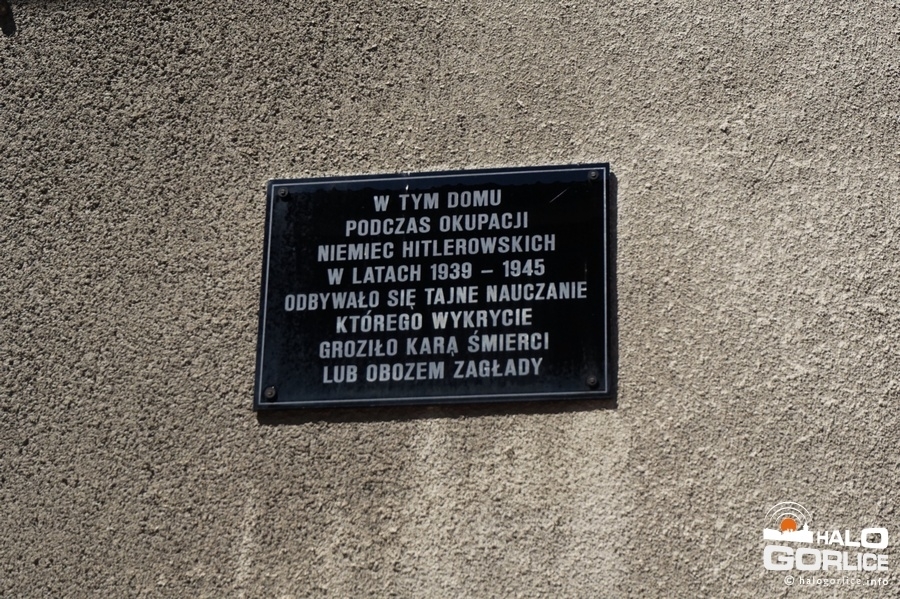 W TYM DOMU
PODCZAS OKUPACJI
NIEMIEC HITLEROWSKICH
W LATACH 1939 – 1945
ODBYWAŁO SIĘ TAJNE NAUCZANIE
KTÓREGO WYKRYCIE
GROZIŁO KARĄ ŚMIERCI
LUB OBOZEM ZAGŁADY
HALO
GORLICE
© halogorlice.info